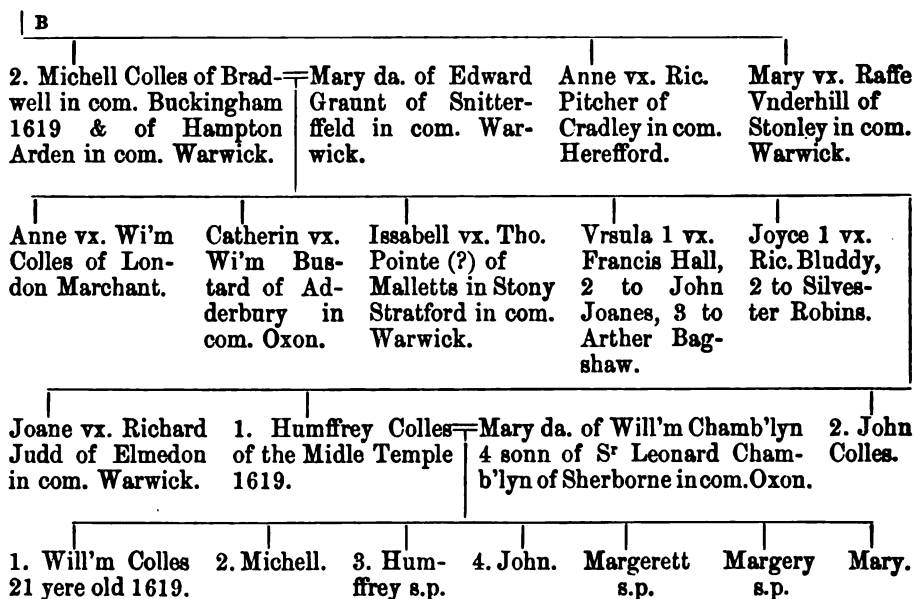 B
2. Michell Colles of Brad-
well in com. Buckingham
1619 & of Hampton
Arden in com. Warwick.
Mary da. of Edward
Graunt of Snitter-
ffeld in com. War-
wick.
Anne vx. Ric.
Pitcher of
Cradley in com.
Herefford.
Mary vx. Raffe
Vnderhill of
Stonley in com.
Warwick.
Anne vx. Wi'm
Colles of Lon-
don Marchant.
Catherin vx.
Wi'm Bus-
tard of Ad-
derbury in
com. Oxon.
Issabell vx. Tho.
Pointe (?) of
Malletts in Stony
Stratford in com.
Warwick.
Vrsula 1 vx.
Francis Hall,
2 to John
Joanes, 3 to
Arther Bag-
shaw.
Joyce 1 vx.
Ric. Bluddy,
2 to Silves-
ter Robins.
Joane vx. Richard
Judd of Elmedon
in com. Warwick.
1. Humffrey Colles
of the Midle Temple
1619.
Mary da. of Will'm Chamb'lyn
4 sonn of Sr Leonard Cham-
b'lyn of Sherborne in com. Oxon.
2. John
Colles.
1. Will'm Colles
21 yere old 1619.
2. Michell.
3. Hum-
ffrey s.p.
4. John.
Margerett
s.p.
Margery
s.p.
Mary.